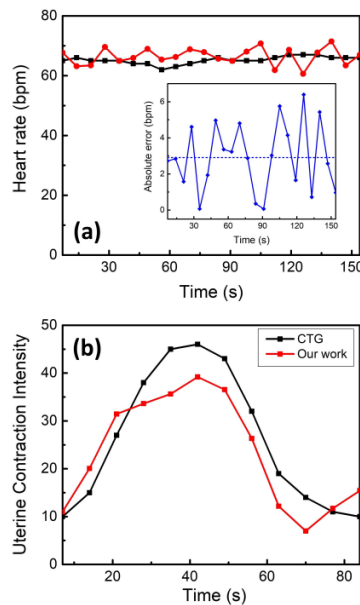 80
60
40
20
0
Heart rate (bpm)
(a)
6
4
2
0
Absolute error (bpm)
30 60 90 120 150
Time (s)
30 60 90 120 150
Time (s)
50
40
30
20
10
0
Uterine Contraction Intensity
(b)
CTG
Our work
20 40 60 80
Time (s)